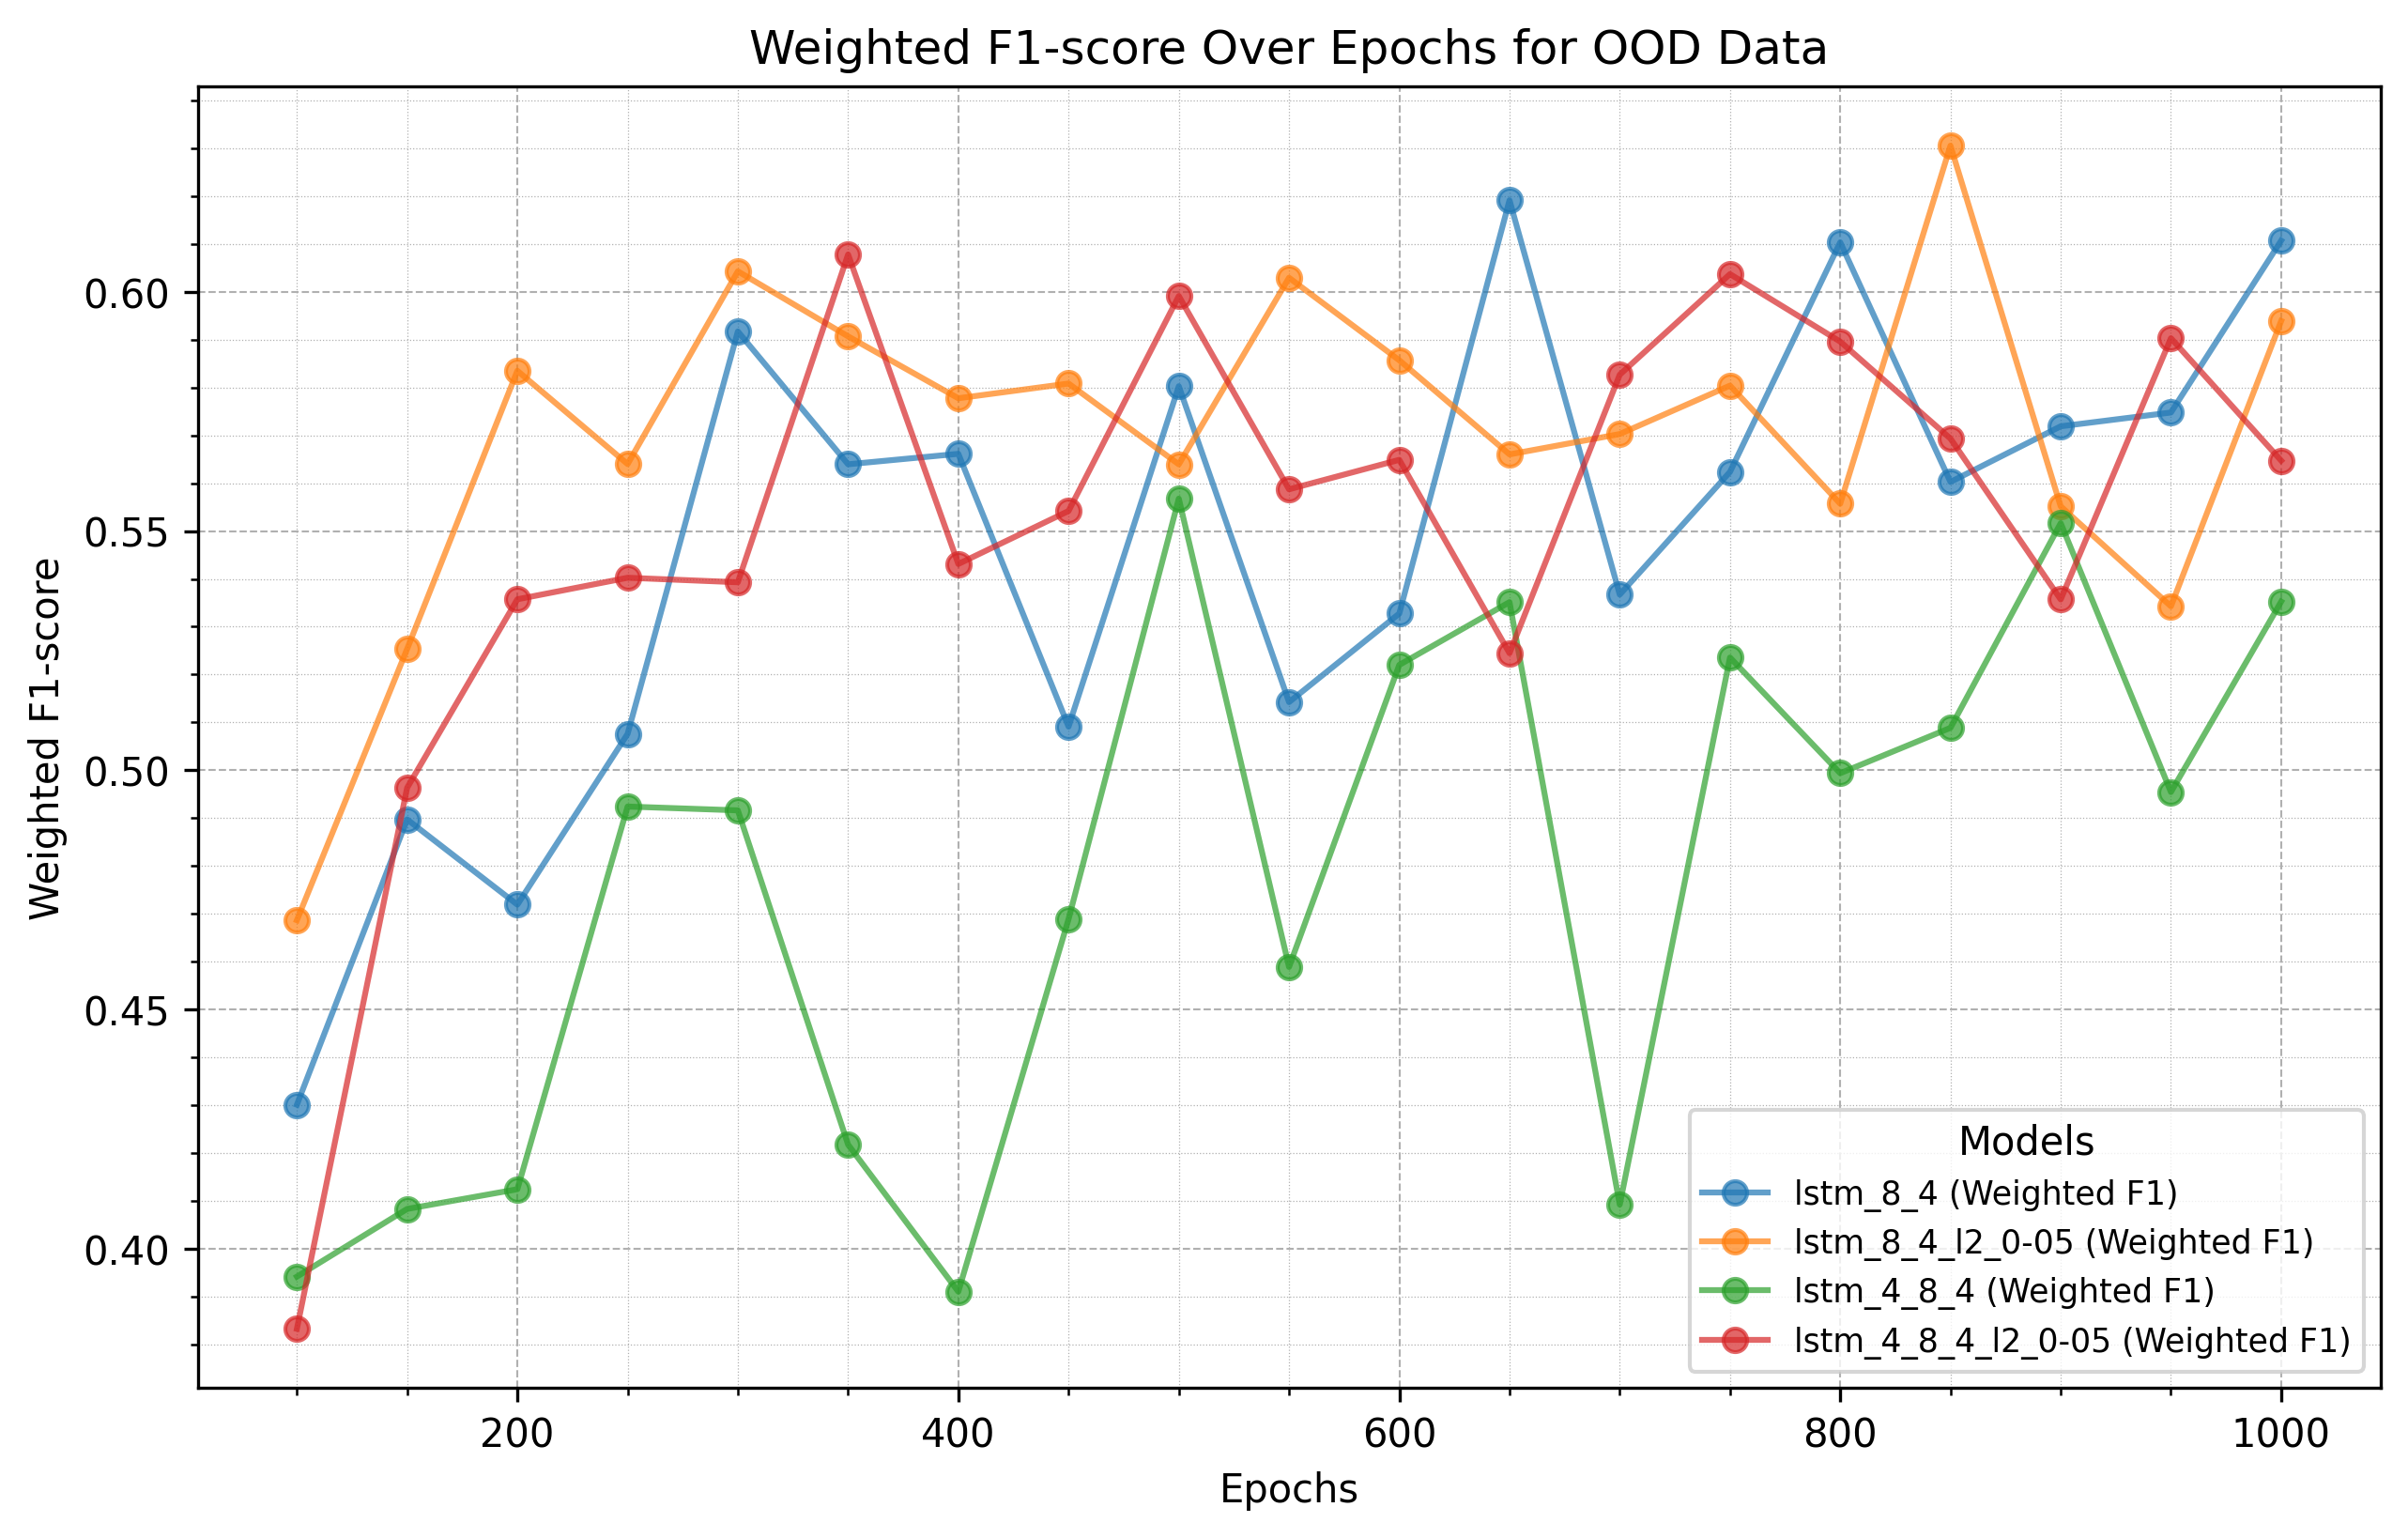 Weighted F1-score Over Epochs for OOD Data
Weighted F1-score
0.60
0.55
0.50
0.45
0.40
200
400
600
800
1000
Epochs
Models
lstm_8_4 (Weighted F1)
lstm_8_4_l2_0-05 (Weighted F1)
lstm_4_8_4 (Weighted F1)
lstm_4_8_4_l2_0-05 (Weighted F1)